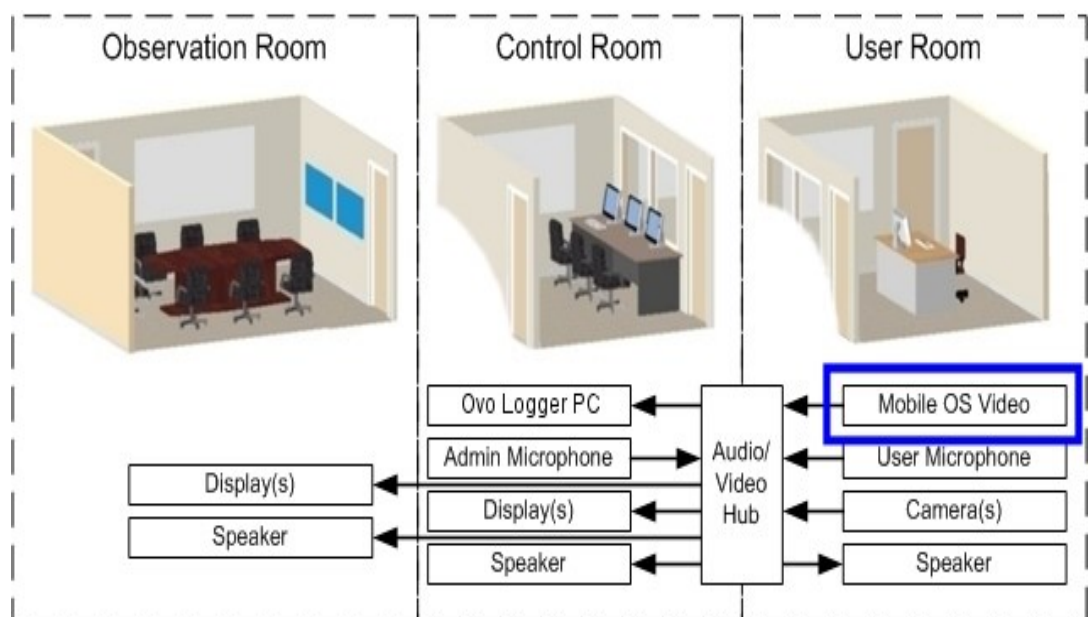 Observation Room
Control Room
User Room
Ovo Logger PC
Mobile OS Video
Admin Microphone
Audio/
Video
Hub
User Microphone
Display(s)
Display(s)
Camera(s)
Speaker
Speaker
Speaker